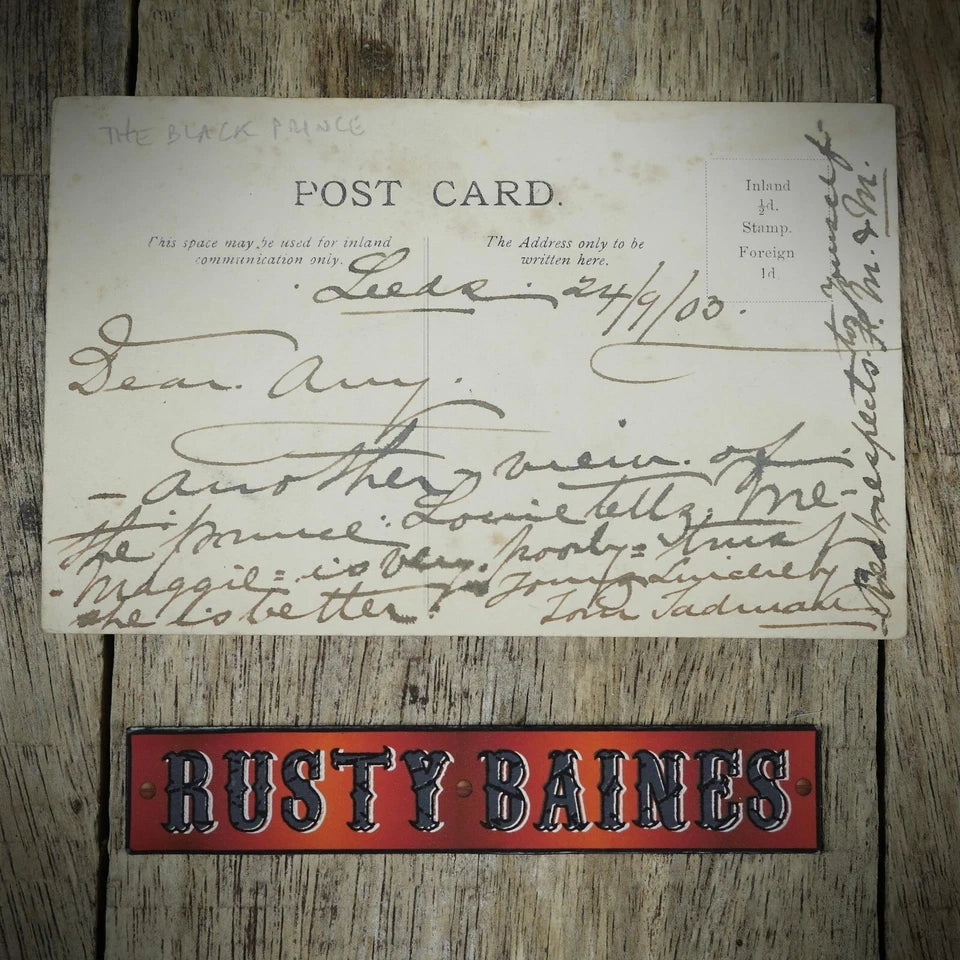 THE BLACK PRINCE
POST CARD.
This space may be used for inland
communication only.
The Address only to be
written here.
Inland
½d.
Stamp.
Foreign
1d.
Leeds. 24/9/03.
Dear. Amy.
- another view. of.
the prince. Louie tells. me-
- Maggie = is very. poorly = trust
she is better. Yours Sincerely
Tom Tadman
Best respects to yourself.
H. M. & M.
RUSTY BAINES